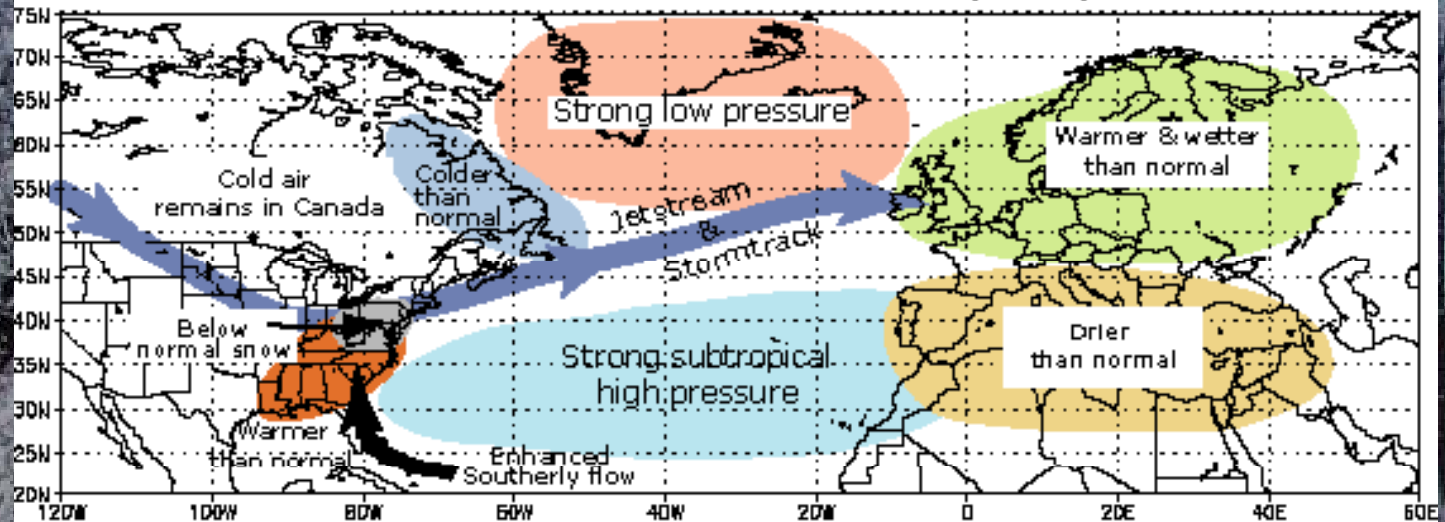 75N
70N
65N
60N
55N
50N
45N
40N
35N
30N
25N
20N
120W 100W 80W 60W 40W 20W 0 20E 40E 60E
Strong low pressure
Warmer & wetter
than normal
Cold air
remains in Canada
Colder
than
normal
Jetstream
&
Stormtrack
Below
normal snow
Strong subtropical
high pressure
Drier
than normal
Warmer
than normal
Enhanced
Southerly flow